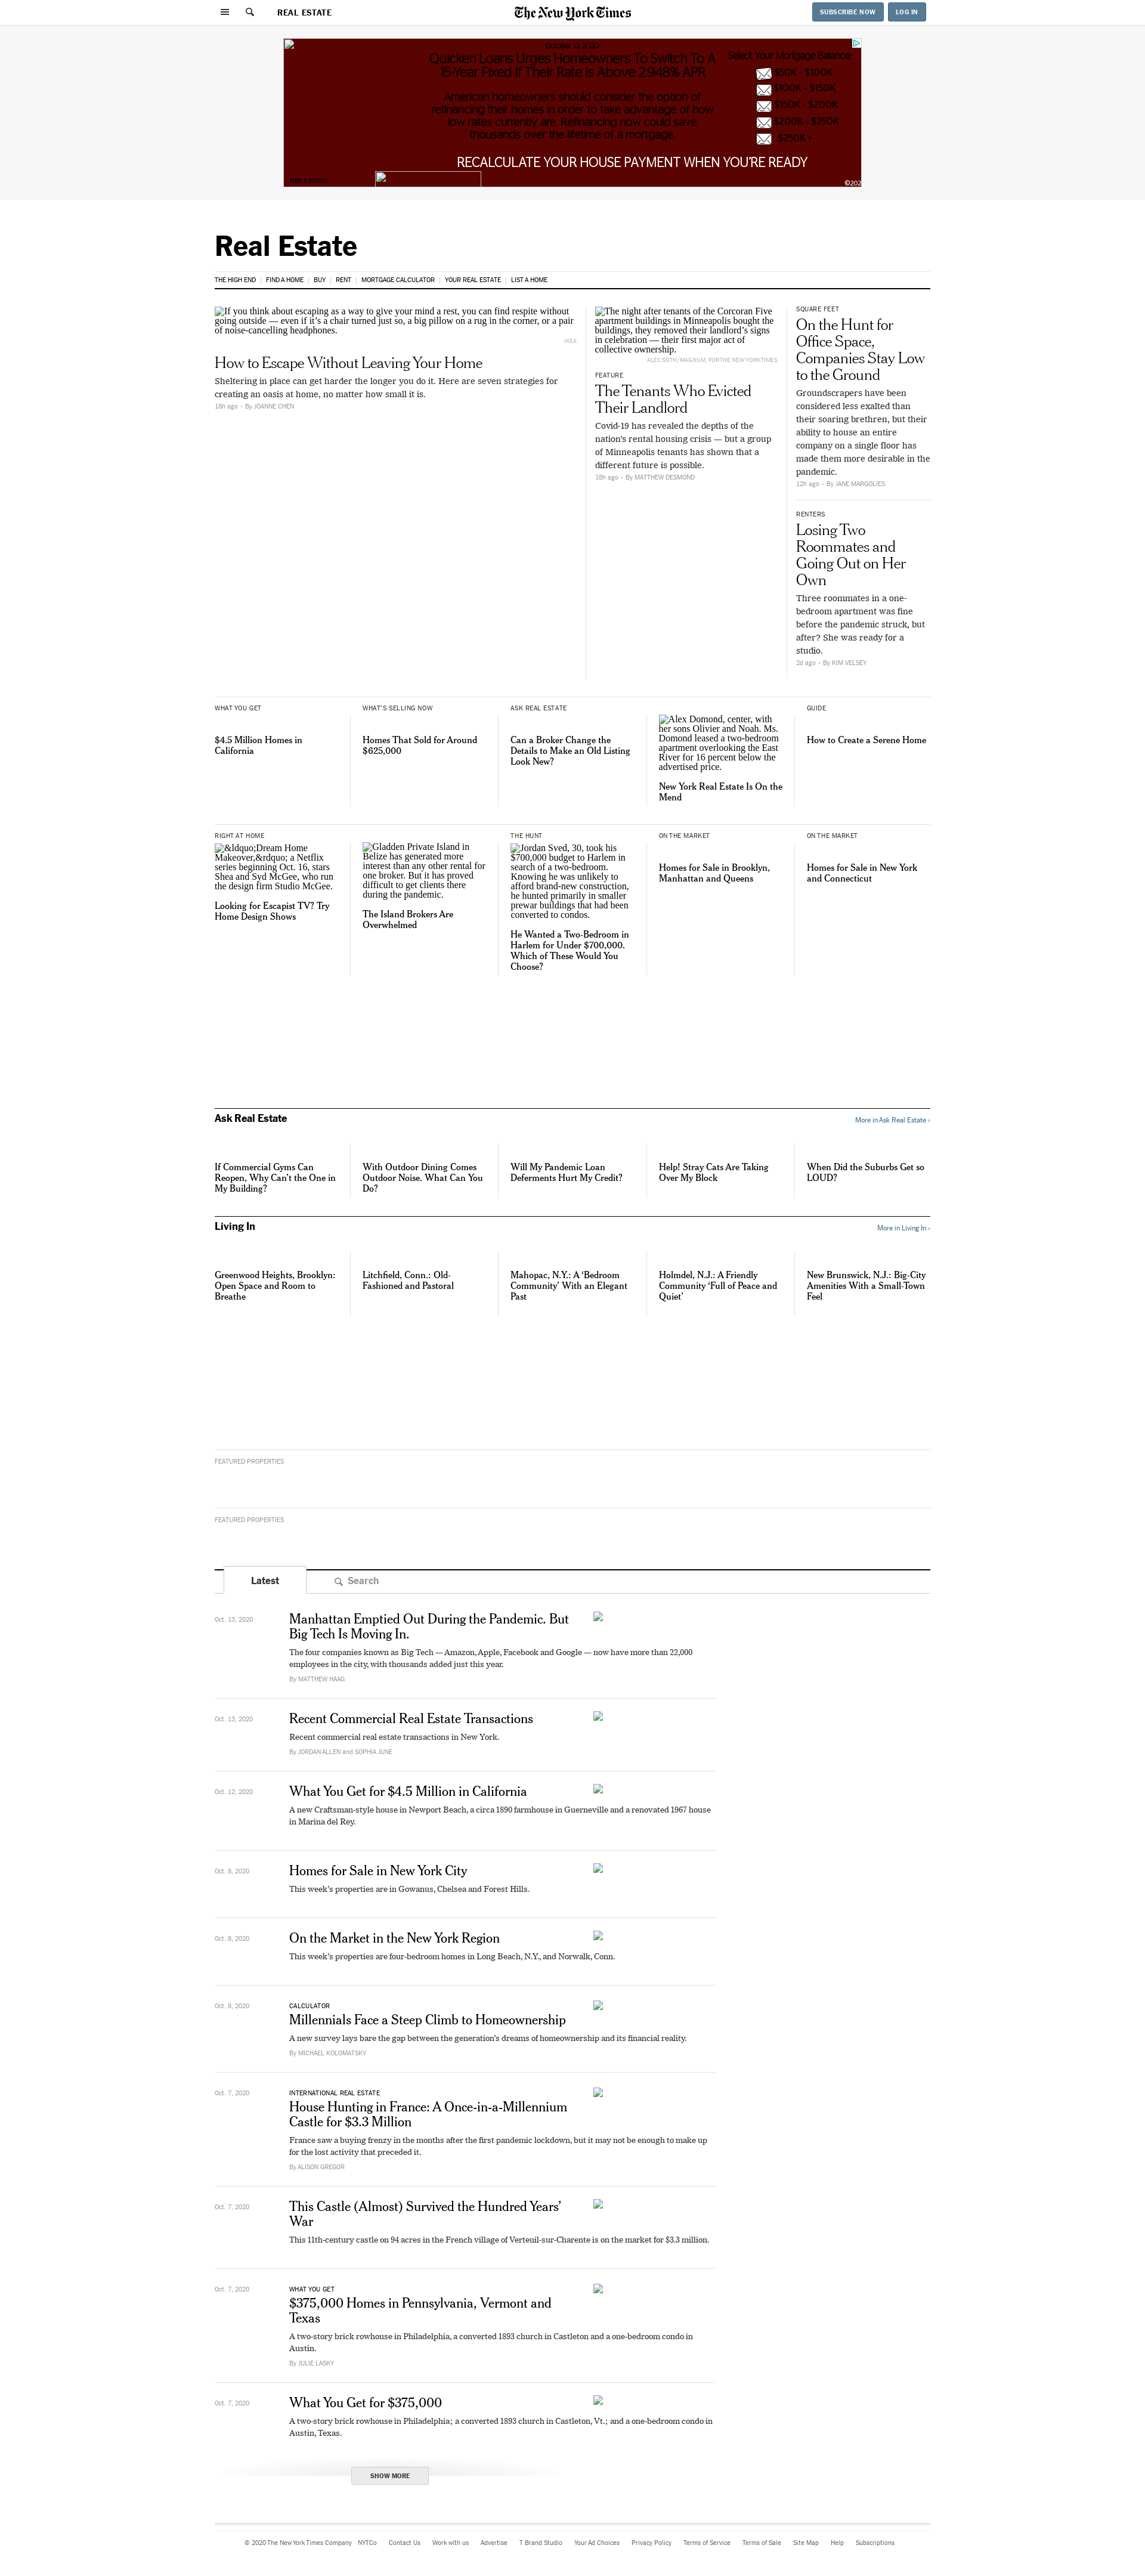 REAL ESTATE
The New York Times
SUBSCRIBE NOW
LOG IN
October 13, 2020
Quicken Loans Urges Homeowners To Switch To A
15-Year Fixed If Their Rate Is Above 2.948% APR
American homeowners should consider the option of
refinancing their homes in order to take advantage of how
low rates currently are. Refinancing now could save
thousands over the lifetime of a mortgage.
Select Your Mortgage Balance:
$50K - $100K
$100K - $150K
$150K - $200K
$200K - $250K
$250K +
RECALCULATE YOUR HOUSE PAYMENT WHEN YOU'RE READY
©202
Real Estate
THE HIGH END | FIND A HOME | BUY | RENT | MORTGAGE CALCULATOR | YOUR REAL ESTATE | LIST A HOME
If you think about escaping as a way to give your mind a rest, you can find respite without
going outside — even if it’s a chair turned just so, a big pillow on a rug in the corner, or a pair
of noise-cancelling headphones.
IKEA
How to Escape Without Leaving Your Home
Sheltering in place can get harder the longer you do it. Here are seven strategies for
creating an oasis at home, no matter how small it is.
18h ago • By JOANNE CHEN
The night after tenants of the Corcoran Five
apartment buildings in Minneapolis bought the
buildings, they removed their landlord’s signs
in celebration — their first major act of
collective ownership.
ALEC SOTH/MAGNUM, FOR THE NEW YORK TIMES
FEATURE
The Tenants Who Evicted
Their Landlord
Covid-19 has revealed the depths of the
nation’s rental housing crisis — but a group
of Minneapolis tenants has shown that a
different future is possible.
18h ago • By MATTHEW DESMOND
SQUARE FEET
On the Hunt for
Office Space,
Companies Stay Low
to the Ground
Groundscrapers have been
considered less exalted than
their soaring brethren, but their
ability to house an entire
company on a single floor has
made them more desirable in the
pandemic.
12h ago • By JANE MARGOLIES
RENTERS
Losing Two
Roommates and
Going Out on Her
Own
Three roommates in a one-
bedroom apartment was fine
before the pandemic struck, but
after? She was ready for a
studio.
2d ago • By KIM VELSEY
WHAT YOU GET
$4.5 Million Homes in
California
WHAT’S SELLING NOW
Homes That Sold for Around
$625,000
ASK REAL ESTATE
Can a Broker Change the
Details to Make an Old Listing
Look New?
Alex Domond, center, with
her sons Olivier and Noah. Ms.
Domond leased a two-bedroom
apartment overlooking the East
River for 16 percent below the
advertised price.
New York Real Estate Is On the
Mend
GUIDE
How to Create a Serene Home
RIGHT AT HOME
&ldquo;Dream Home
Makeover,&rdquo; a Netflix
series beginning Oct. 16, stars
Shea and Syd McGee, who run
the design firm Studio McGee.
Looking for Escapist TV? Try
Home Design Shows
Gladden Private Island in
Belize has generated more
interest than any other rental for
one broker. But it has proved
difficult to get clients there
during the pandemic.
The Island Brokers Are
Overwhelmed
THE HUNT
Jordan Sved, 30, took his
$700,000 budget to Harlem in
search of a two-bedroom.
Knowing he was unlikely to
afford brand-new construction,
he hunted primarily in smaller
prewar buildings that had been
converted to condos.
He Wanted a Two-Bedroom in
Harlem for Under $700,000.
Which of These Would You
Choose?
ON THE MARKET
Homes for Sale in Brooklyn,
Manhattan and Queens
ON THE MARKET
Homes for Sale in New York
and Connecticut
Ask Real Estate
More in Ask Real Estate ›
If Commercial Gyms Can
Reopen, Why Can’t the One in
My Building?
With Outdoor Dining Comes
Outdoor Noise. What Can You
Do?
Will My Pandemic Loan
Deferments Hurt My Credit?
Help! Stray Cats Are Taking
Over My Block
When Did the Suburbs Get so
LOUD?
Living In
More in Living In ›
Greenwood Heights, Brooklyn:
Open Space and Room to
Breathe
Litchfield, Conn.: Old-
Fashioned and Pastoral
Mahopac, N.Y.: A ‘Bedroom
Community’ With an Elegant
Past
Holmdel, N.J.: A Friendly
Community ‘Full of Peace and
Quiet’
New Brunswick, N.J.: Big-City
Amenities With a Small-Town
Feel
FEATURED PROPERTIES
FEATURED PROPERTIES
Latest
Search
Oct. 13, 2020
Manhattan Emptied Out During the Pandemic. But
Big Tech Is Moving In.
The four companies known as Big Tech — Amazon, Apple, Facebook and Google — now have more than 22,000
employees in the city, with thousands added just this year.
By MATTHEW HAAG
Oct. 13, 2020
Recent Commercial Real Estate Transactions
Recent commercial real estate transactions in New York.
By JORDAN ALLEN and SOPHIA JUNE
Oct. 12, 2020
What You Get for $4.5 Million in California
A new Craftsman-style house in Newport Beach, a circa 1890 farmhouse in Guerneville and a renovated 1967 house
in Marina del Rey.
Oct. 9, 2020
Homes for Sale in New York City
This week’s properties are in Gowanus, Chelsea and Forest Hills.
Oct. 8, 2020
On the Market in the New York Region
This week’s properties are four-bedroom homes in Long Beach, N.Y., and Norwalk, Conn.
Oct. 8, 2020
CALCULATOR
Millennials Face a Steep Climb to Homeownership
A new survey lays bare the gap between the generation’s dreams of homeownership and its financial reality.
By MICHAEL KOLOMATSKY
Oct. 7, 2020
INTERNATIONAL REAL ESTATE
House Hunting in France: A Once-in-a-Millennium
Castle for $3.3 Million
France saw a buying frenzy in the months after the first pandemic lockdown, but it may not be enough to make up
for the lost activity that preceded it.
By ALISON GREGOR
Oct. 7, 2020
This Castle (Almost) Survived the Hundred Years’
War
This 11th-century castle on 94 acres in the French village of Verteuil-sur-Charente is on the market for $3.3 million.
Oct. 7, 2020
WHAT YOU GET
$375,000 Homes in Pennsylvania, Vermont and
Texas
A two-story brick rowhouse in Philadelphia, a converted 1893 church in Castleton and a one-bedroom condo in
Austin.
By JULIE LASKY
Oct. 7, 2020
What You Get for $375,000
A two-story brick rowhouse in Philadelphia; a converted 1893 church in Castleton, Vt.; and a one-bedroom condo in
Austin, Texas.
SHOW MORE
© 2020 The New York Times Company NYTCo Contact Us Work with us Advertise T Brand Studio Your Ad Choices Privacy Policy Terms of Service Terms of Sale Site Map Help Subscriptions